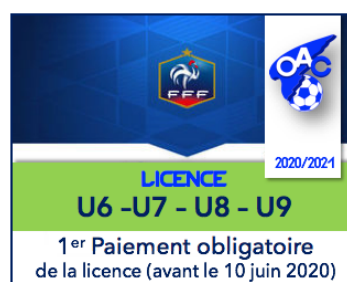 OAC
FFF
2020/2021
LICENCE
U6 -U7 - U8 - U9
1er Paiement obligatoire
de la licence (avant le 10 juin 2020)